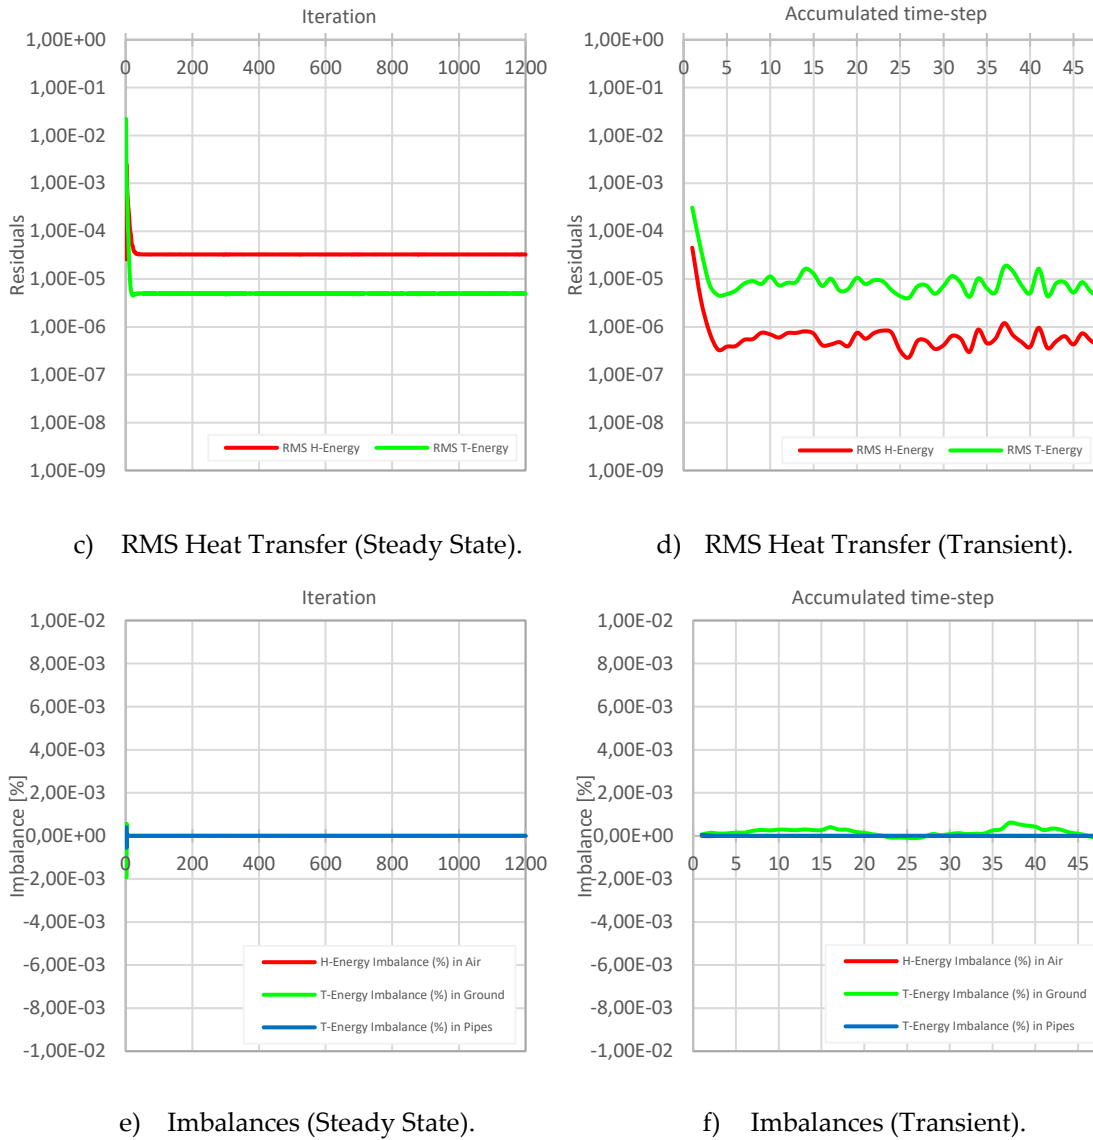 Iteration
1,00E+00
0 200 400 600 800 1000 1200
1,00E-01
1,00E-02
1,00E-03
1,00E-04
1,00E-05
1,00E-06
1,00E-07
1,00E-08
1,00E-09
Residuals
RMS H-Energy RMS T-Energy
Accumulated time-step
1,00E+00
0 5 10 15 20 25 30 35 40 45
1,00E-01
1,00E-02
1,00E-03
1,00E-04
1,00E-05
1,00E-06
1,00E-07
1,00E-08
1,00E-09
Residuals
RMS H-Energy RMS T-Energy
c) RMS Heat Transfer (Steady State).
d) RMS Heat Transfer (Transient).
Iteration
1,00E-02
8,00E-03
6,00E-03
4,00E-03
2,00E-03
0,00E+00
0 200 400 600 800 1000 1200
-2,00E-03
-4,00E-03
-6,00E-03
-8,00E-03
-1,00E-02
Imbalance [%]
H-Energy Imbalance (%) in Air
T-Energy Imbalance (%) in Ground
T-Energy Imbalance (%) in Pipes
Accumulated time-step
1,00E-02
8,00E-03
6,00E-03
4,00E-03
2,00E-03
0,00E+00
0 5 10 15 20 25 30 35 40 45
-2,00E-03
-4,00E-03
-6,00E-03
-8,00E-03
-1,00E-02
Imbalance [%]
H-Energy Imbalance (%) in Air
T-Energy Imbalance (%) in Ground
T-Energy Imbalance (%) in Pipes
e) Imbalances (Steady State).
f) Imbalances (Transient).